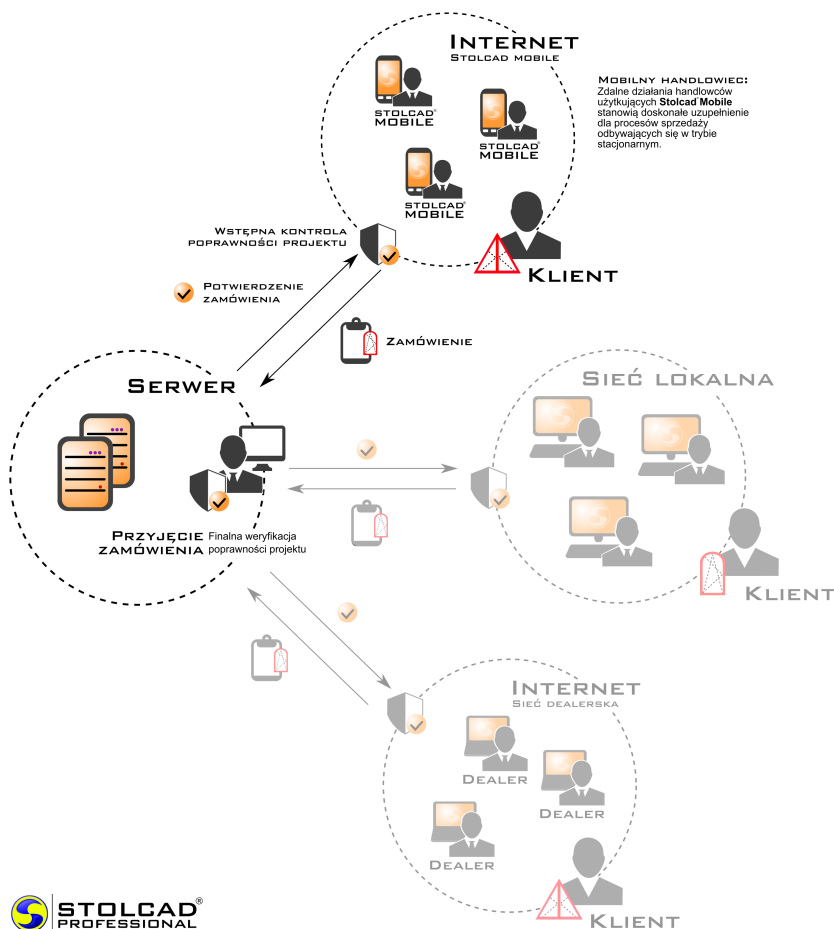 INTERNET
STOLCAD MOBILE
STOLCAD®
MOBILE
STOLCAD®
MOBILE
STOLCAD®
MOBILE
MOBILNY HANDLOWIEC:
Zdalne działania handlowców
użytkujących Stolcad®Mobile
stanowią doskonałe uzupełnienie
dla procesów sprzedaży
odbywających się w trybie
stacjonarnym.
WSTĘPNA KONTROLA
POPRAWNOŚCI PROJEKTU
KLIENT
POTWIERDZENIE
ZAMÓWIENIA
ZAMÓWIENIE
SERWER
SIEĆ LOKALNA
PRZYJĘCIE
ZAMÓWIENIA
Finalna weryfikacja
poprawności projektu
KLIENT
INTERNET
SIEĆ DEALERSKA
DEALER
DEALER
DEALER
KLIENT
STOLCAD®
PROFESSIONAL